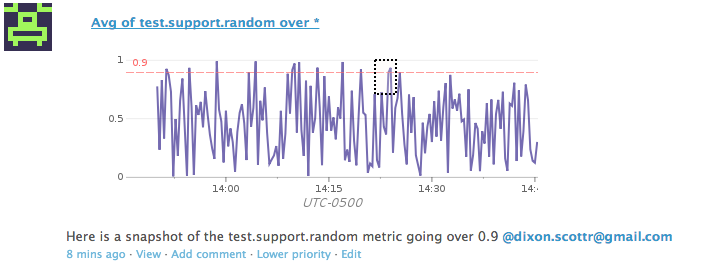 Avg of test.support.random over *
1
0.9
0.5
0
14:00 14:15 14:30 14:4
UTC-0500
Here is a snapshot of the test.support.random metric going over 0.9 @dixon.scottr@gmail.com
8 mins ago · View · Add comment · Lower priority · Edit